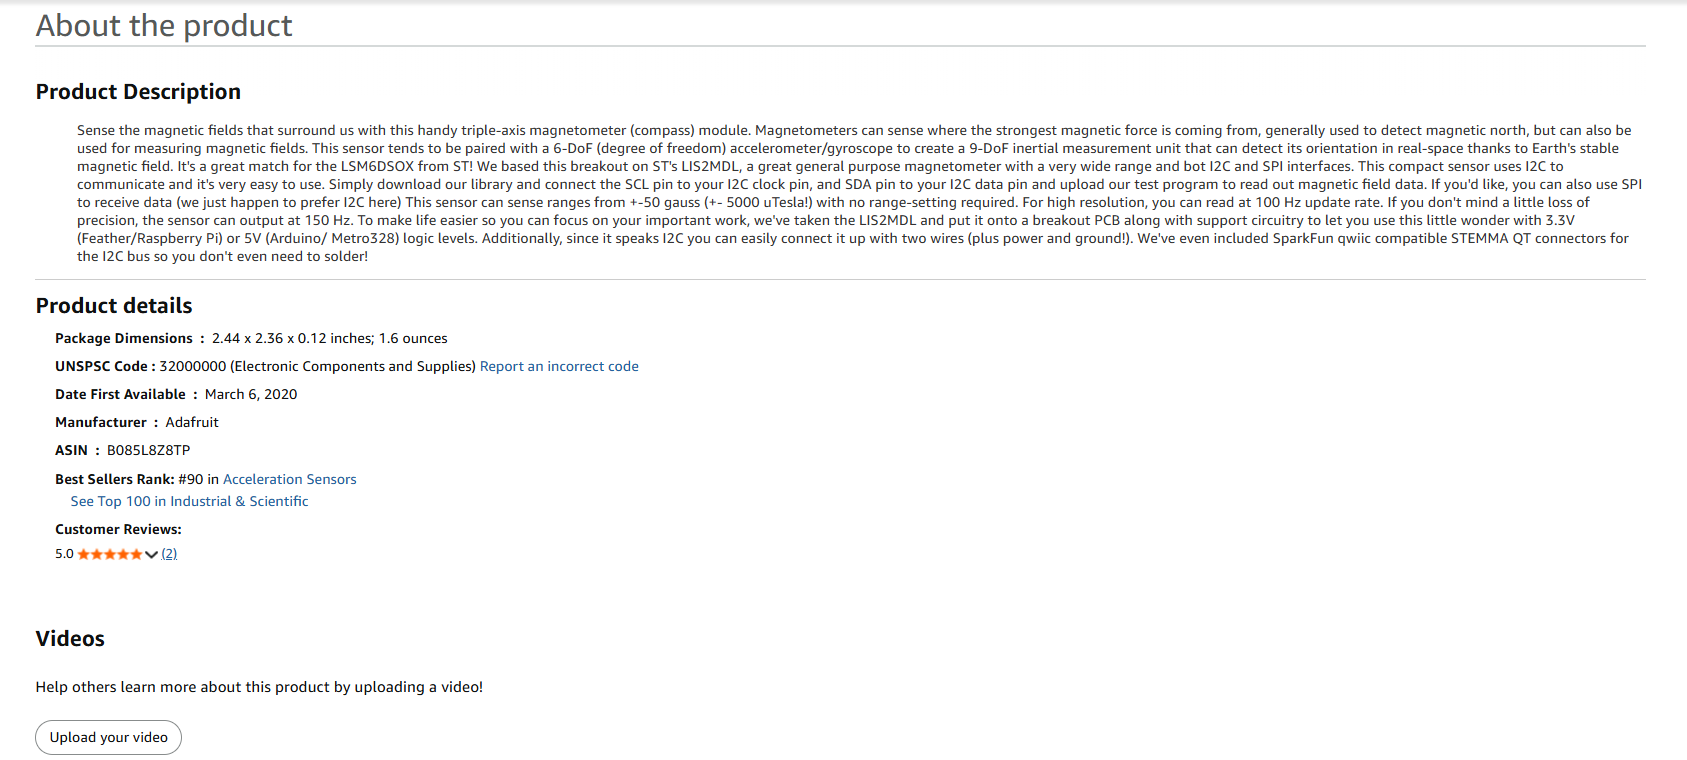 About the product
Product Description
Sense the magnetic fields that surround us with this handy triple-axis magnetometer (compass) module. Magnetometers can sense where the strongest magnetic force is coming from, generally used to detect magnetic north, but can also be
used for measuring magnetic fields. This sensor tends to be paired with a 6-DoF (degree of freedom) accelerometer/gyroscope to create a 9-DoF inertial measurement unit that can detect its orientation in real-space thanks to Earth's stable
magnetic field. It's a great match for the LSM6DSOX from ST! We based this breakout on ST's LIS2MDL, a great general purpose magnetometer with a very wide range and bot I2C and SPI interfaces. This compact sensor uses I2C to
communicate and it's very easy to use. Simply download our library and connect the SCL pin to your I2C clock pin, and SDA pin to your I2C data pin and upload our test program to read out magnetic field data. If you'd like, you can also use SPI
to receive data (we just happen to prefer I2C here) This sensor can sense ranges from +-50 gauss (+- 5000 uTesla!) with no range-setting required. For high resolution, you can read at 100 Hz update rate. If you don't mind a little loss of
precision, the sensor can output at 150 Hz. To make life easier so you can focus on your important work, we've taken the LIS2MDL and put it onto a breakout PCB along with support circuitry to let you use this little wonder with 3.3V
(Feather/Raspberry Pi) or 5V (Arduino/ Metro328) logic levels. Additionally, since it speaks I2C you can easily connect it up with two wires (plus power and ground!). We've even included SparkFun qwiic compatible STEMMA QT connectors for
the I2C bus so you don't even need to solder!
Product details
Package Dimensions : 2.44 x 2.36 x 0.12 inches; 1.6 ounces
UNSPSC Code : 32000000 (Electronic Components and Supplies) Report an incorrect code
Date First Available : March 6, 2020
Manufacturer : Adafruit
ASIN : B085L8Z8TP
Best Sellers Rank: #90 in Acceleration Sensors
See Top 100 in Industrial & Scientific
Customer Reviews:
5.0 (2)
Videos
Help others learn more about this product by uploading a video!
Upload your video